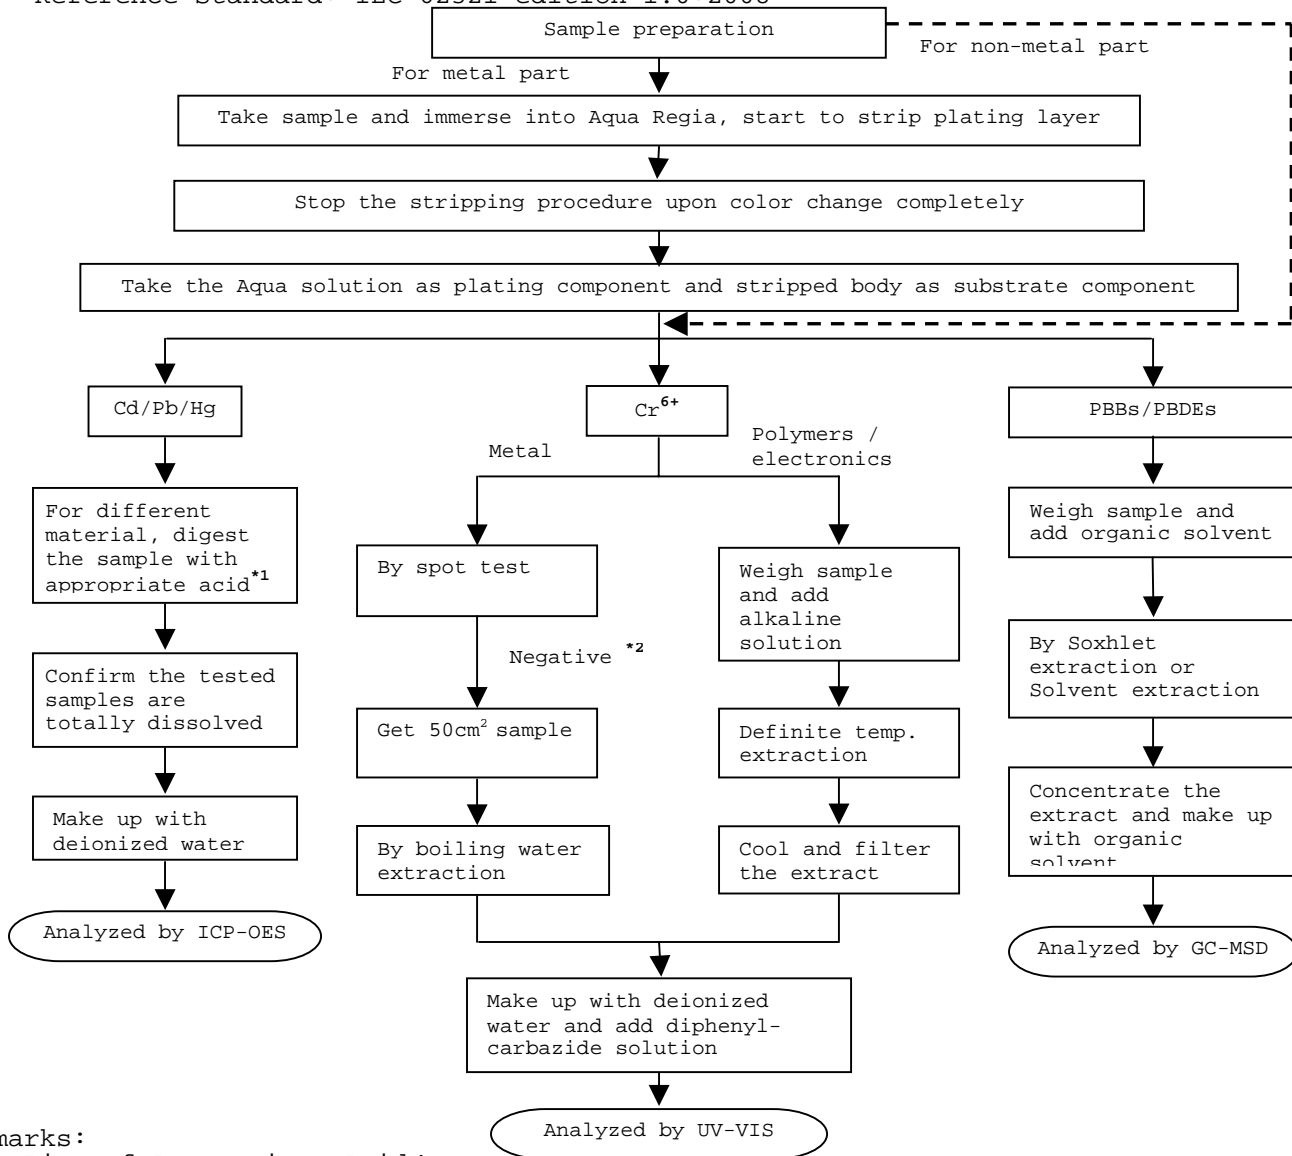 Sample preparation
For non-metal part
For metal part
Take sample and immerse into Aqua Regia, start to strip plating layer
Stop the stripping procedure upon color change completely
Take the Aqua solution as plating component and stripped body as substrate component
Cd/Pb/Hg
Cr6+
PBBs/PBDEs
Metal
Polymers /
electronics
For different
material, digest
the sample with
appropriate acid*1
By spot test
Weigh sample
and add
alkaline
solution
Weigh sample and
add organic solvent
Negative *2
Confirm the tested
samples are
totally dissolved
Get 50cm2 sample
Definite temp.
extraction
By Soxhlet
extraction or
Solvent extraction
Make up with
deionized water
By boiling water
extraction
Cool and filter
the extract
Concentrate the
extract and make up
with organic
solvent
Analyzed by ICP-OES
Analyzed by GC-MSD
Make up with deionized
water and add diphenyl-
carbazide solution
Analyzed by UV-VIS
marks: